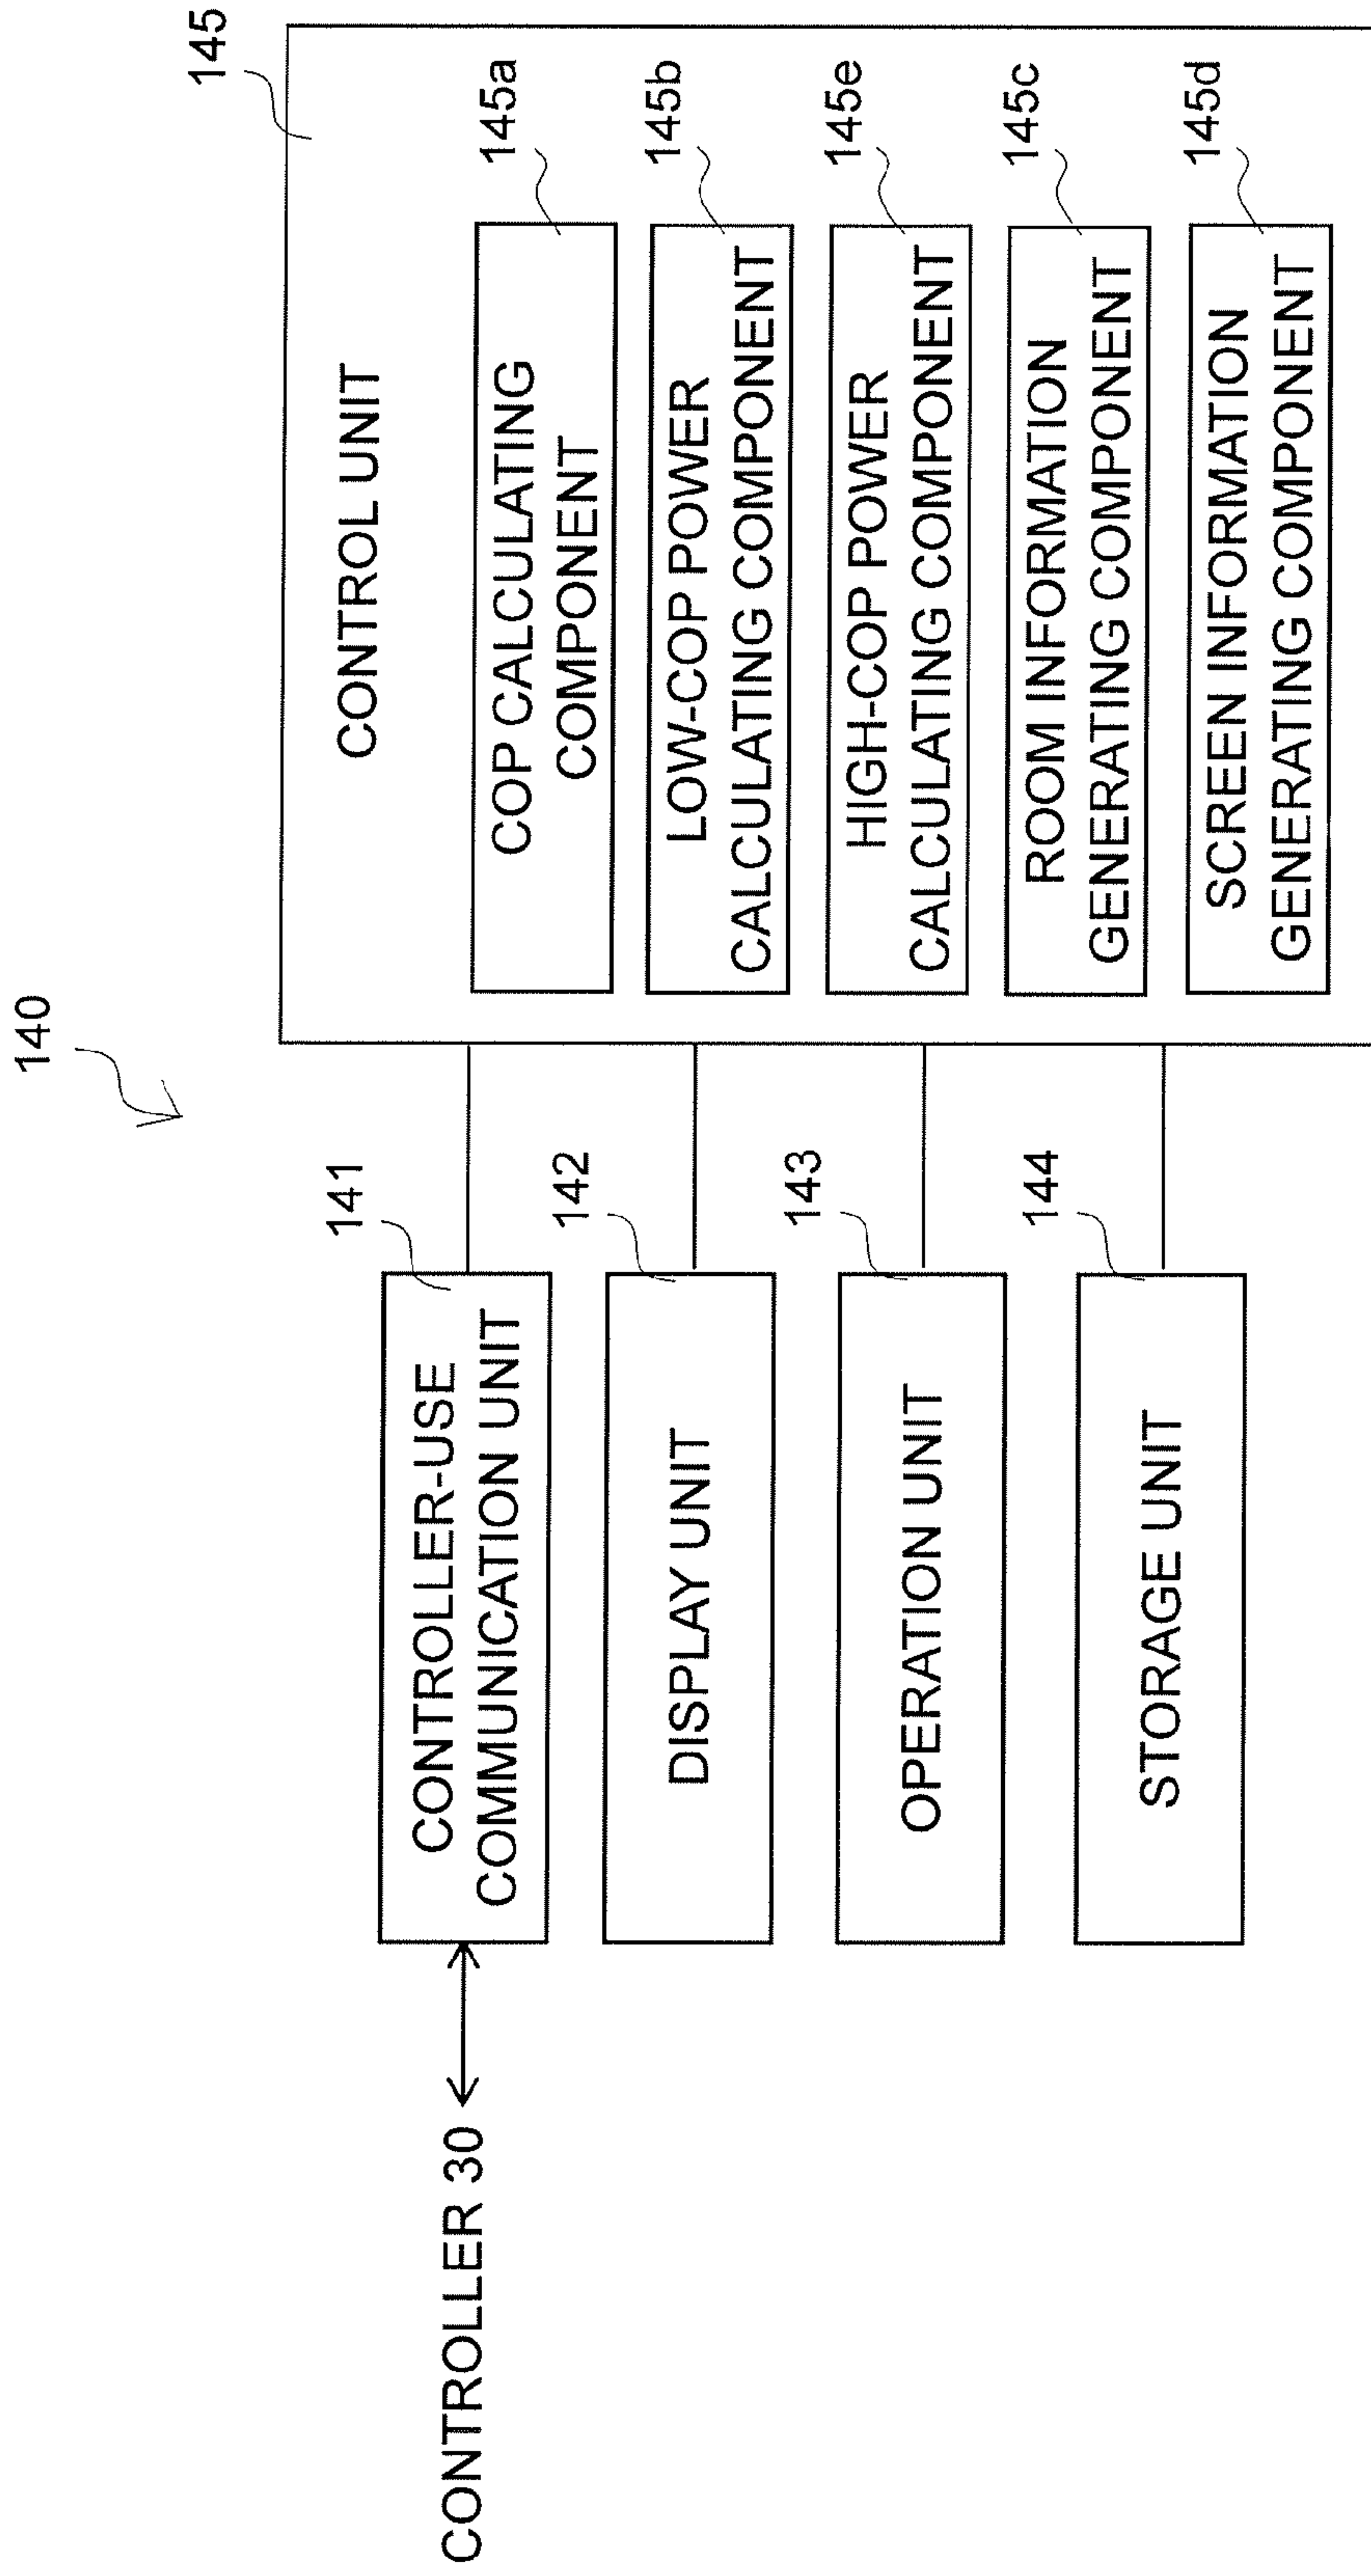 140
145
CONTROL UNIT
145a
COP CALCULATING
COMPONENT
145b
LOW-COP POWER
CALCULATING COMPONENT
145e
HIGH-COP POWER
CALCULATING COMPONENT
145c
ROOM INFORMATION
GENERATING COMPONENT
145d
SCREEN INFORMATION
GENERATING COMPONENT
141
CONTROLLER-USE
COMMUNICATION UNIT
142
DISPLAY UNIT
143
OPERATION UNIT
144
STORAGE UNIT
CONTROLLER 30